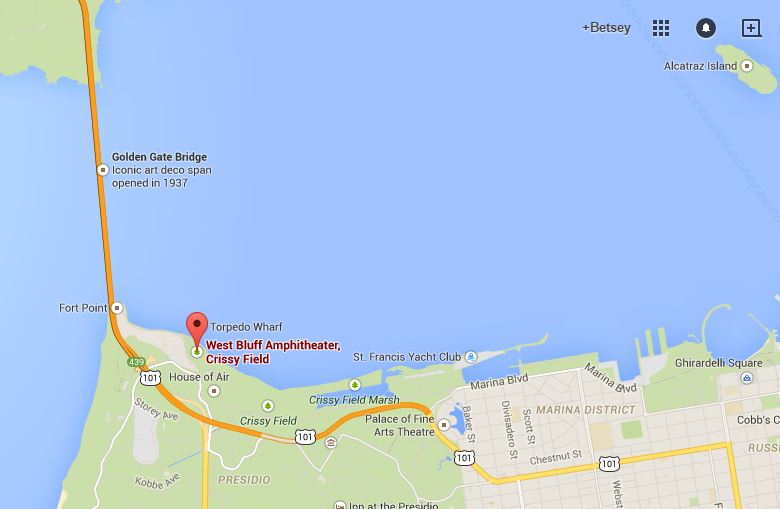 +Betsey
Alcatraz Island
Golden Gate Bridge
Iconic art deco span
opened in 1937
Fort Point
Torpedo Wharf
West Bluff Amphitheater,
Crissy Field
439
101
House of Air
St. Francis Yacht Club
Ghirardelli Square
Marina Blvd
Marina Blvd
Crissy Field Marsh
Storey Ave
Crissy Field
Palace of Fine
Arts Theatre
Baker St
Divisadero St
Scott St
MARINA DISTRICT
Cobb's C
101
101
Chestnut St
101
RUSS
Kobbe Ave
PRESIDIO
Webst
Inn at the Presidio